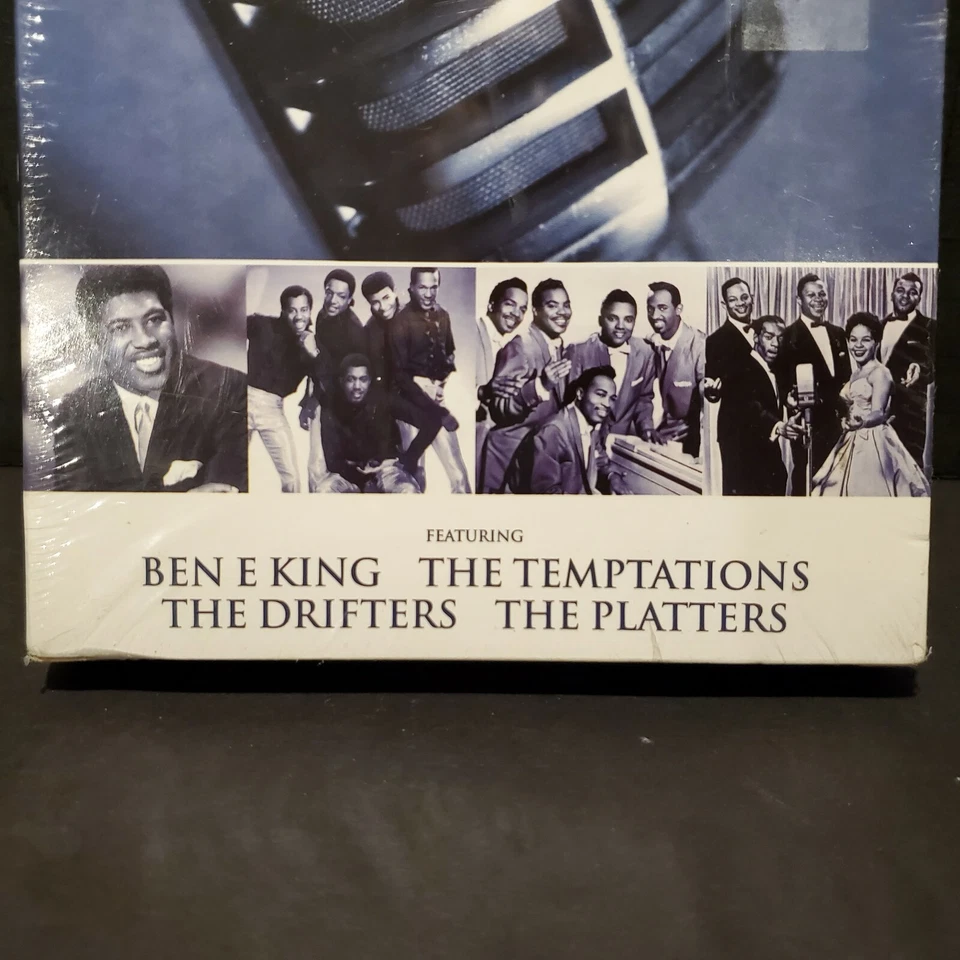 FEATURING
BEN E KING THE TEMPTATIONS
THE DRIFTERS THE PLATTERS